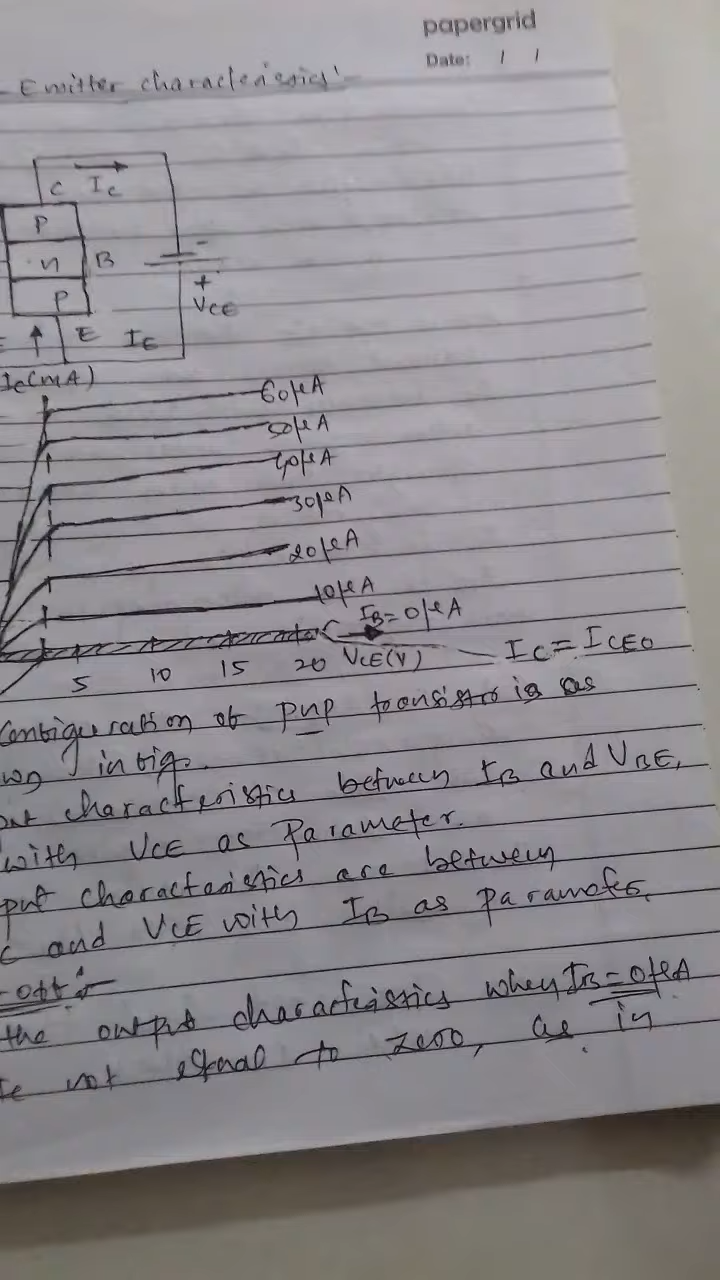 papergrid
Date: / /
- Emitter characteristics:-
C Ic
P
n B
P
+
-
VCE
E IE
Ic(mA)
60μA
50μA
40μA
30μA
20μA
10μA
IB=0μA
5 10 15 20 VCE(V)
IC = ICEO
Configuration of pnp transistor is as
in fig.
characteristics between IB and VBE,
with VCE as Parameter.
put characteristics are between
C and VCE with IB as parameter.
-off:-
the output characteristics when IB=0μA
not equal to zero, as in